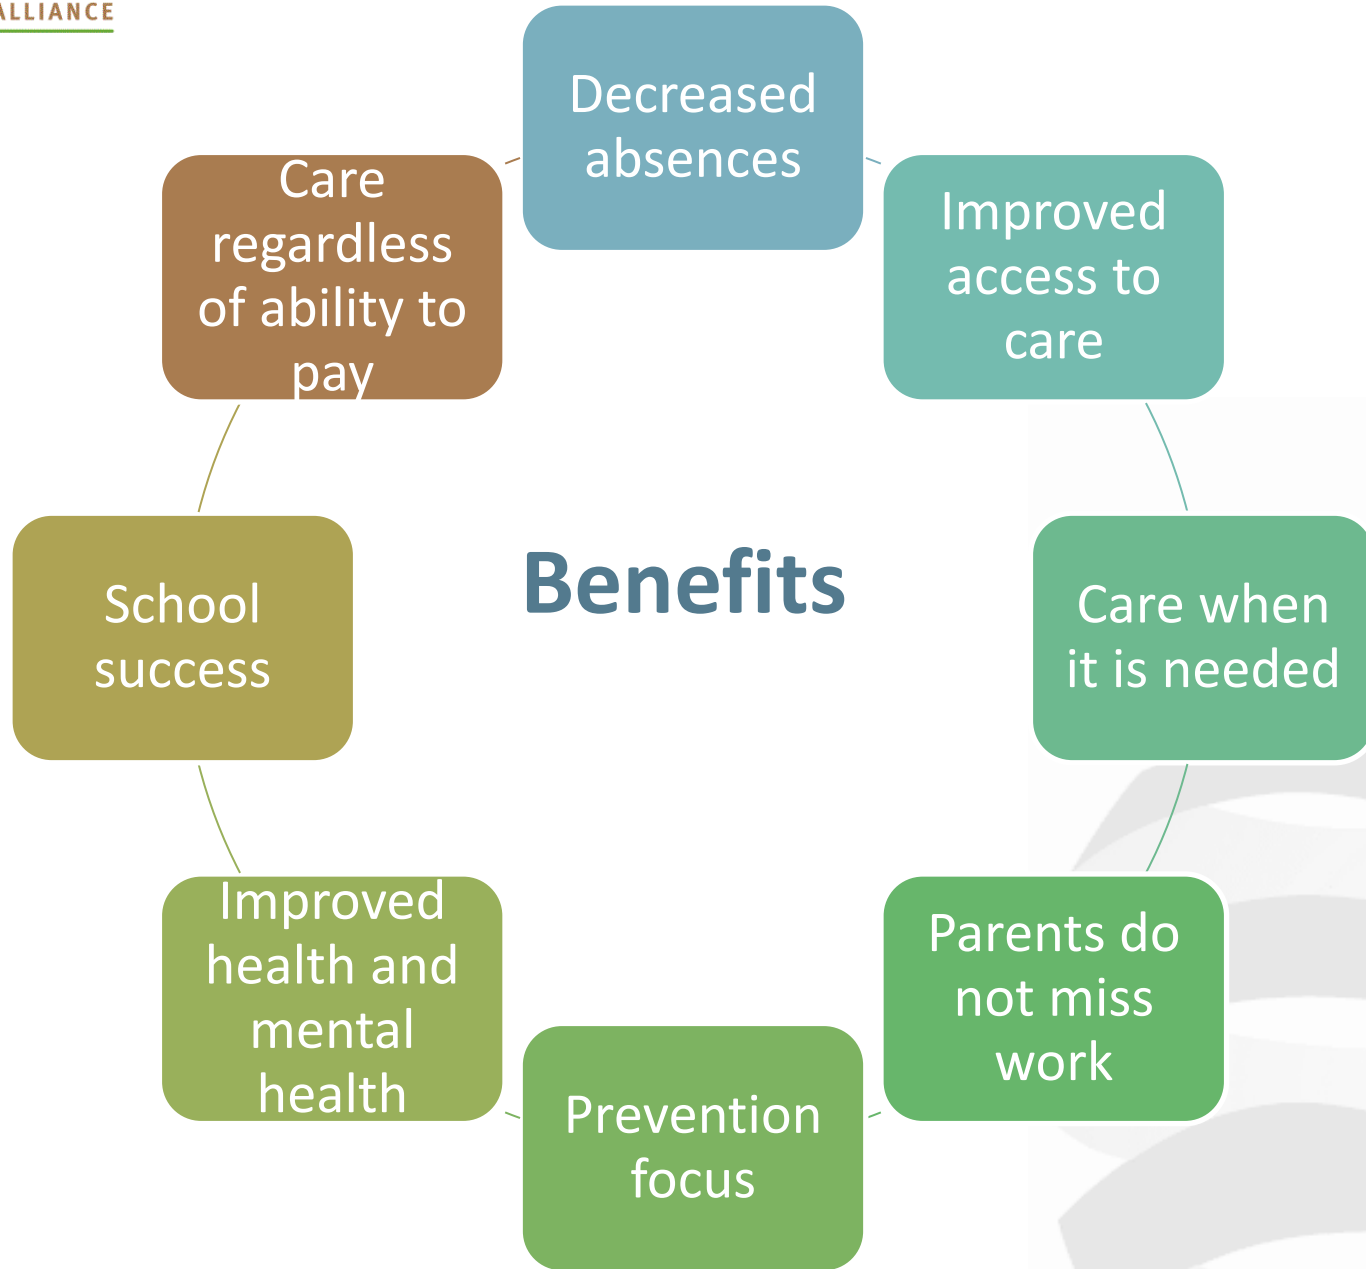 ALLIANCE
Decreased
absences
Improved
access to
care
Care when
it is needed
Parents do
not miss
work
Prevention
focus
Improved
health and
mental
health
School
success
Care
regardless
of ability to
pay
Benefits